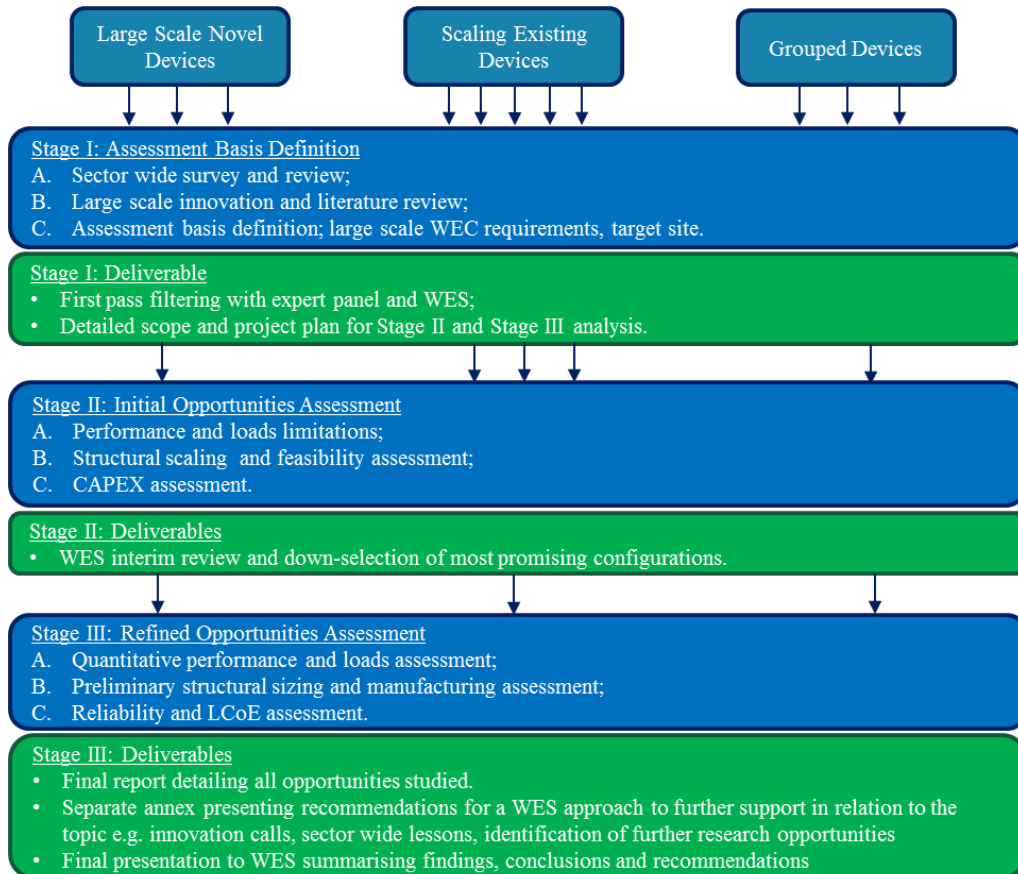 Large Scale Novel
Devices
Scaling Existing
Devices
Grouped Devices
Stage I: Assessment Basis Definition
A. Sector wide survey and review;
B. Large scale innovation and literature review;
C. Assessment basis definition; large scale WEC requirements, target site.
Stage I: Deliverable
• First pass filtering with expert panel and WES;
• Detailed scope and project plan for Stage II and Stage III analysis.
Stage II: Initial Opportunities Assessment
A. Performance and loads limitations;
B. Structural scaling and feasibility assessment;
C. CAPEX assessment.
Stage II: Deliverables
• WES interim review and down-selection of most promising configurations.
Stage III: Refined Opportunities Assessment
A. Quantitative performance and loads assessment;
B. Preliminary structural sizing and manufacturing assessment;
C. Reliability and LCoE assessment.
Stage III: Deliverables
• Final report detailing all opportunities studied.
• Separate annex presenting recommendations for a WES approach to further support in relation to the
topic e.g. innovation calls, sector wide lessons, identification of further research opportunities
• Final presentation to WES summarising findings, conclusions and recommendations